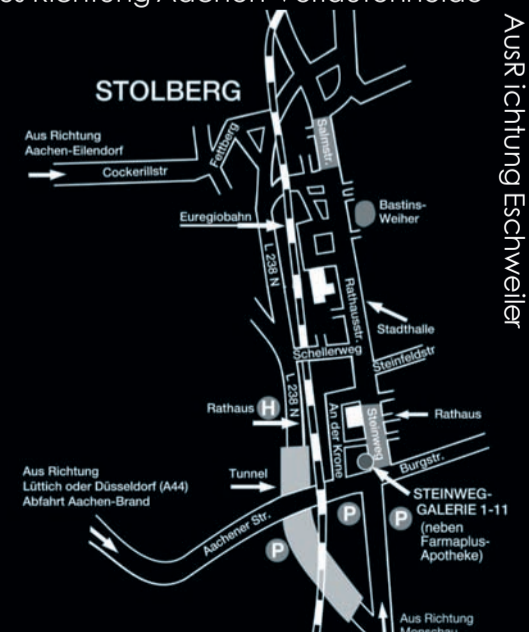 Richtung Aachen-Verlautenheide
STOLBERG
AusR ichtung Eschweiler
Salmstr.
Aus Richtung
Aachen-Eilendorf
Fettberg
Cockerillstr
Bastins-
Weiher
Euregiobahn
L 238 N
Rathausstr.
Stadthalle
Schellerweg
Steinfeldstr
L 238 N
An der Krone
Steinweg
Rathaus H
Rathaus
Aus Richtung
Lüttich oder Düsseldorf (A44)
Abfahrt Aachen-Brand
Tunnel
Burgstr.
STEINWEG-
GALERIE 1-11
(neben
Farmaplus-
Apotheke)
P
P
P
Aachener Str.
Aus Richtung